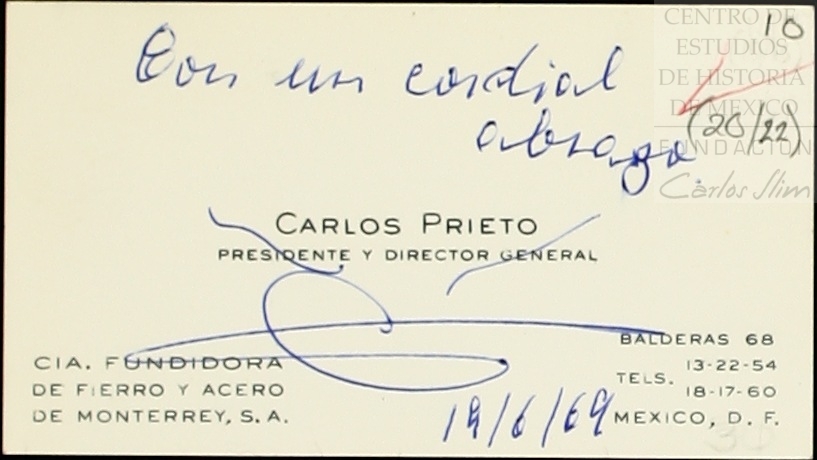 10
CENTRO DE
ESTUDIOS
DE HISTORIA
DE MEXICO
FUNDACIÓN
Carlos Slim
(20/22)
Con un cordial
abrazo
CARLOS PRIETO
PRESIDENTE Y DIRECTOR GENERAL
CIA. FUNDIDORA
DE FIERRO Y ACERO
DE MONTERREY, S. A.
19/6/69
BALDERAS 68
TELS. 13-22-54
18-17-60
MEXICO, D. F.